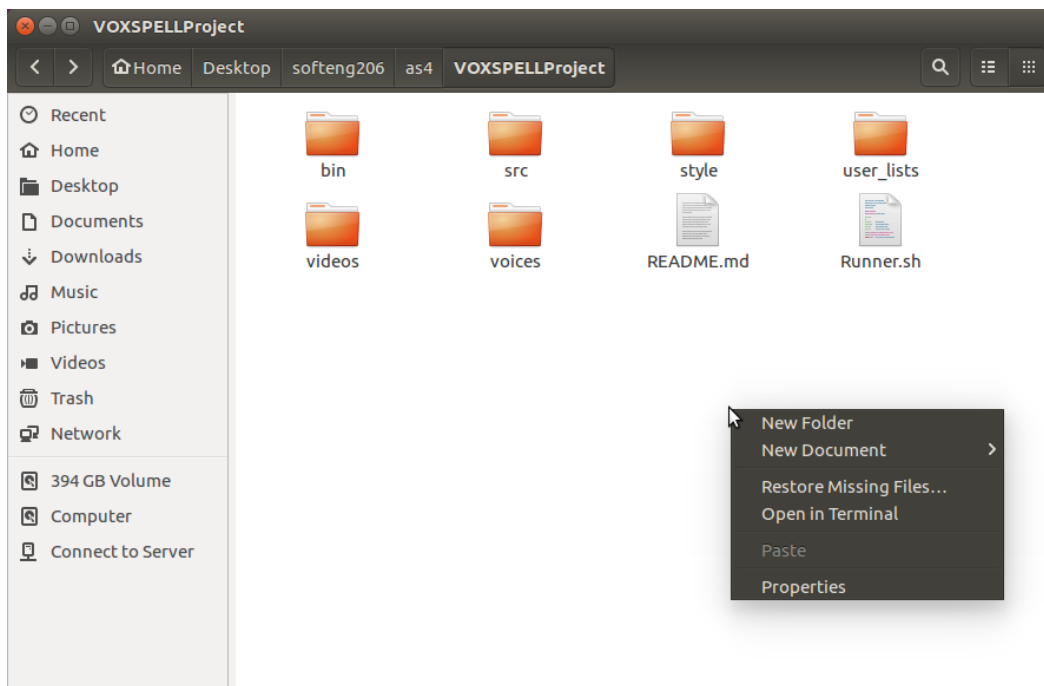 VOXSPELLProject
Home Desktop softeng206 as4 VOXSPELLProject
Recent
Home
Desktop
Documents
Downloads
Music
Pictures
Videos
Trash
Network
394 GB Volume
Computer
Connect to Server
bin src style user_lists
videos voices README.md Runner.sh
New Folder
New Document
Restore Missing Files...
Open in Terminal
Paste
Properties